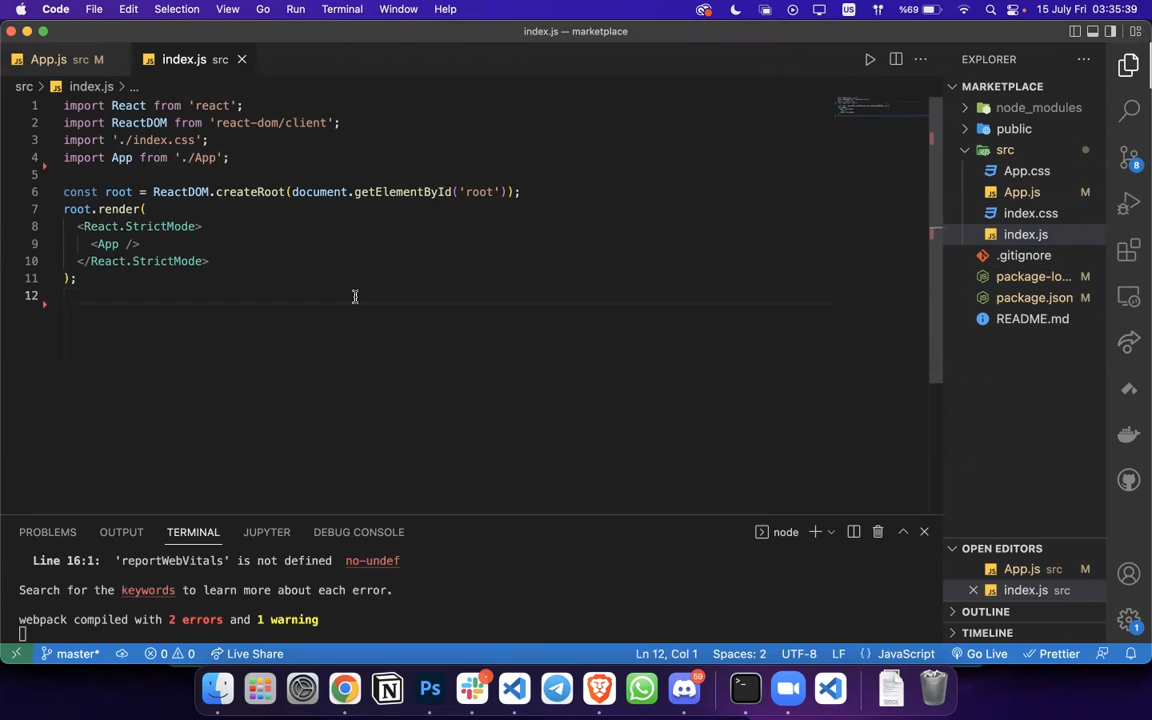 Code File Edit Selection View Go Run Terminal Window Help US %69 15 July Fri 03:35:39
index.js — marketplace
App.js src M index.js src
EXPLORER
src > index.js > ...
MARKETPLACE
1 import React from 'react';
2 import ReactDOM from 'react-dom/client';
3 import './index.css';
4 import App from './App';
5
6 const root = ReactDOM.createRoot(document.getElementById('root'));
7 root.render(
8 <React.StrictMode>
9 <App />
10 </React.StrictMode>
11 );
12
node_modules
public
src
App.css
App.js M
index.css
index.js
.gitignore
package-lo... M
package.json M
README.md
8
PROBLEMS OUTPUT TERMINAL JUPYTER DEBUG CONSOLE node
Line 16:1: 'reportWebVitals' is not defined no-undef
Search for the keywords to learn more about each error.
webpack compiled with 2 errors and 1 warning
OPEN EDITORS
App.js src M
index.js src
OUTLINE
TIMELINE
1
master* 0 0 Live Share Ln 12, Col 1 Spaces: 2 UTF-8 LF {} JavaScript Go Live Prettier
Ps 59
DOCX